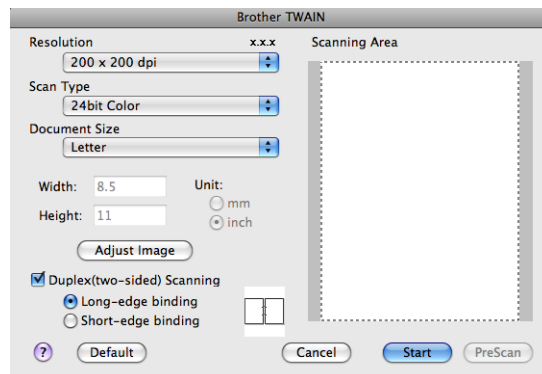 Brother TWAIN
Resolution x.x.x
200 x 200 dpi
Scan Type
24bit Color
Document Size
Letter
Width: 8.5
Height: 11
Unit:
mm
inch
Adjust Image
Duplex(two-sided) Scanning
Long-edge binding
Short-edge binding
? Default
Scanning Area
Cancel Start PreScan